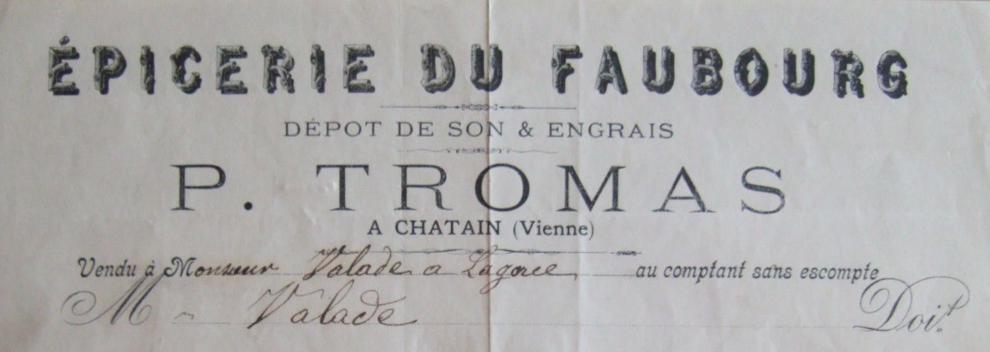 ÉPICERIE DU FAUBOURG
DÉPOT DE SON & ENGRAIS
P. TROMAS
A CHATAIN (Vienne)
Vendu à Monsieur Valade a au comptant sans escompte
M Valade Doit